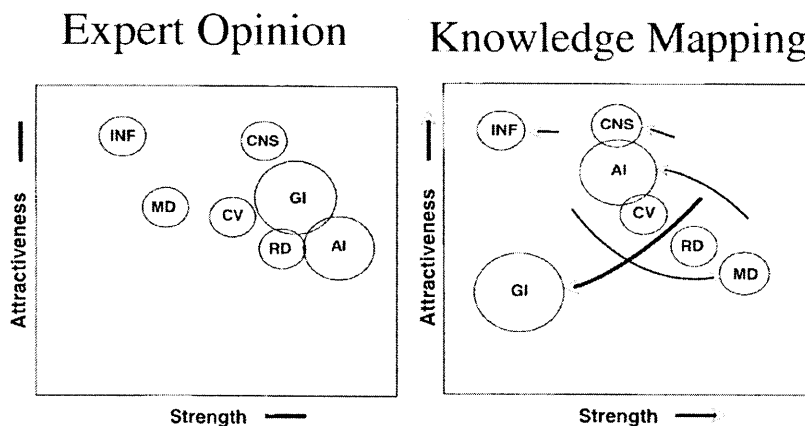 Expert Opinion
Knowledge Mapping
INF
CNS
GI
MD
CV
RD
AI
Attractiveness
Strength
INF
CNS
AI
CV
RD
MD
GI
Attractiveness
Strength